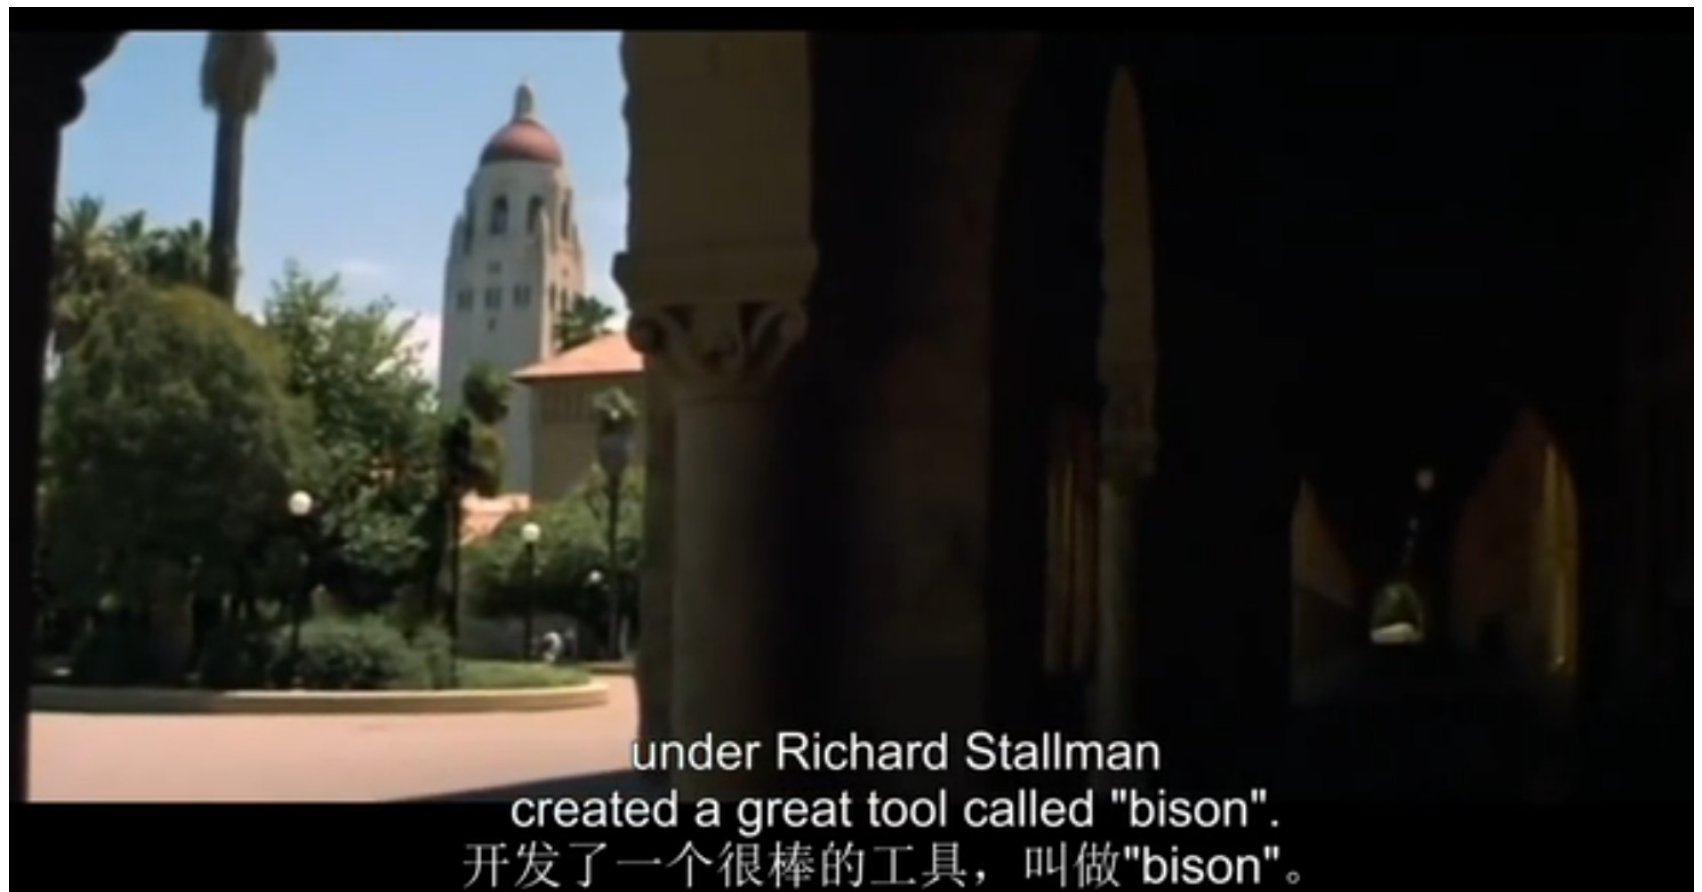 under Richard Stallman
created a great tool called "bison".
开发了一个很棒的工具，叫做"bison"。